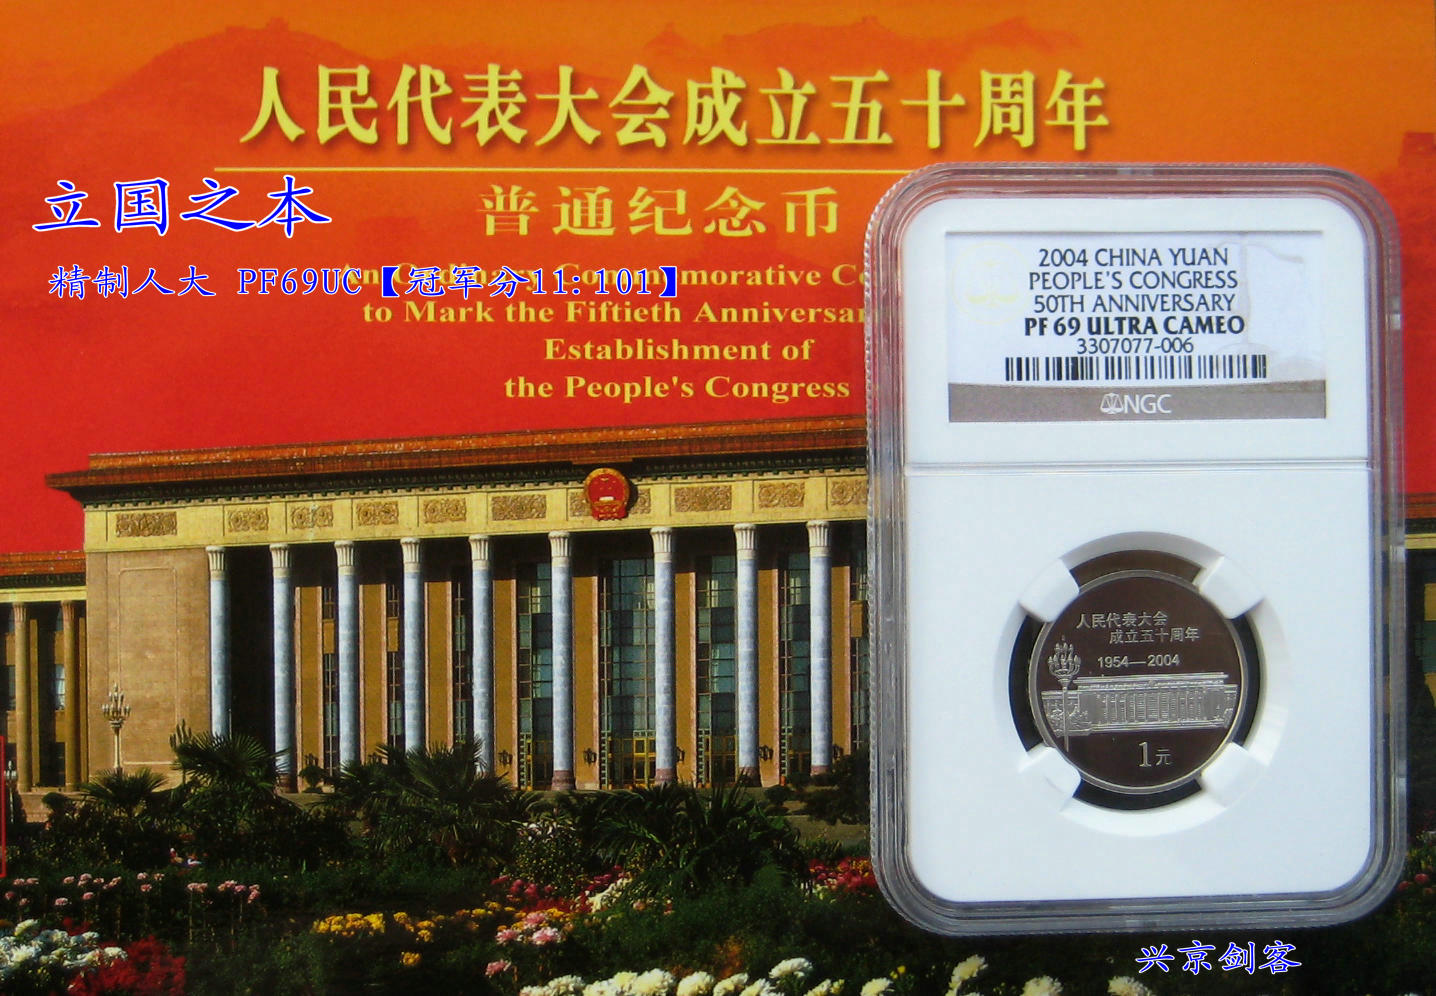 人民代表大会成立五十周年
立国之本
普通纪念币
精制人大 PF69UC【冠军分11:101】
An Ordinary Commemorative Co
to Mark the Fiftieth Anniversar
Establishment of
the People's Congress
2004 CHINA YUAN
PEOPLE'S CONGRESS
50TH ANNIVERSARY
PF 69 ULTRA CAMEO
3307077-006
NGC
人民代表大会
成立五十周年
1954—2004
1元
兴京剑客